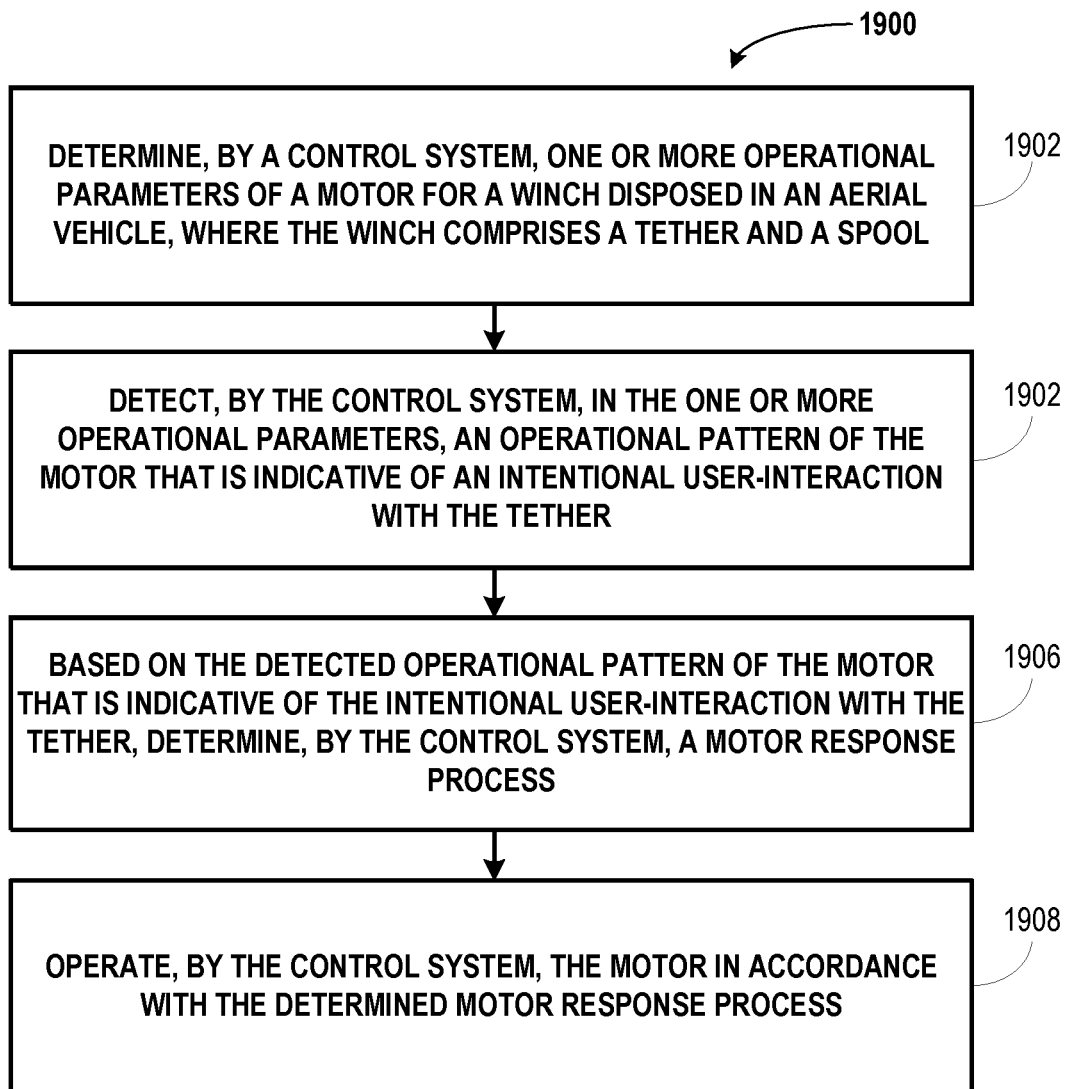 1900
DETERMINE, BY A CONTROL SYSTEM, ONE OR MORE OPERATIONAL
PARAMETERS OF A MOTOR FOR A WINCH DISPOSED IN AN AERIAL
VEHICLE, WHERE THE WINCH COMPRISES A TETHER AND A SPOOL
1902
DETECT, BY THE CONTROL SYSTEM, IN THE ONE OR MORE
OPERATIONAL PARAMETERS, AN OPERATIONAL PATTERN OF THE
MOTOR THAT IS INDICATIVE OF AN INTENTIONAL USER-INTERACTION
WITH THE TETHER
1902
BASED ON THE DETECTED OPERATIONAL PATTERN OF THE MOTOR
THAT IS INDICATIVE OF THE INTENTIONAL USER-INTERACTION WITH THE
TETHER, DETERMINE, BY THE CONTROL SYSTEM, A MOTOR RESPONSE
PROCESS
1906
OPERATE, BY THE CONTROL SYSTEM, THE MOTOR IN ACCORDANCE
WITH THE DETERMINED MOTOR RESPONSE PROCESS
1908